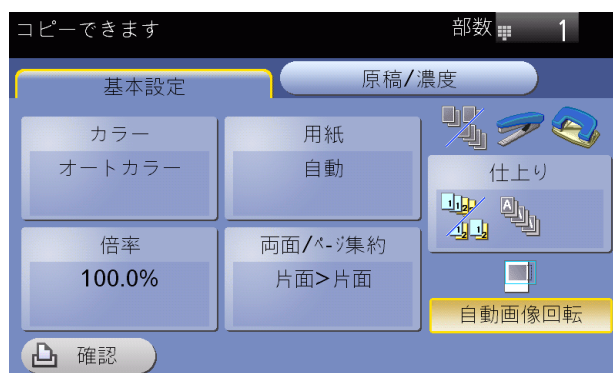 コピーできます
部数 1
基本設定
原稿/濃度
カラー
オートカラー
用紙
自動
仕上り
倍率
100.0%
両面/ページ集約
片面>片面
自動画像回転
確認